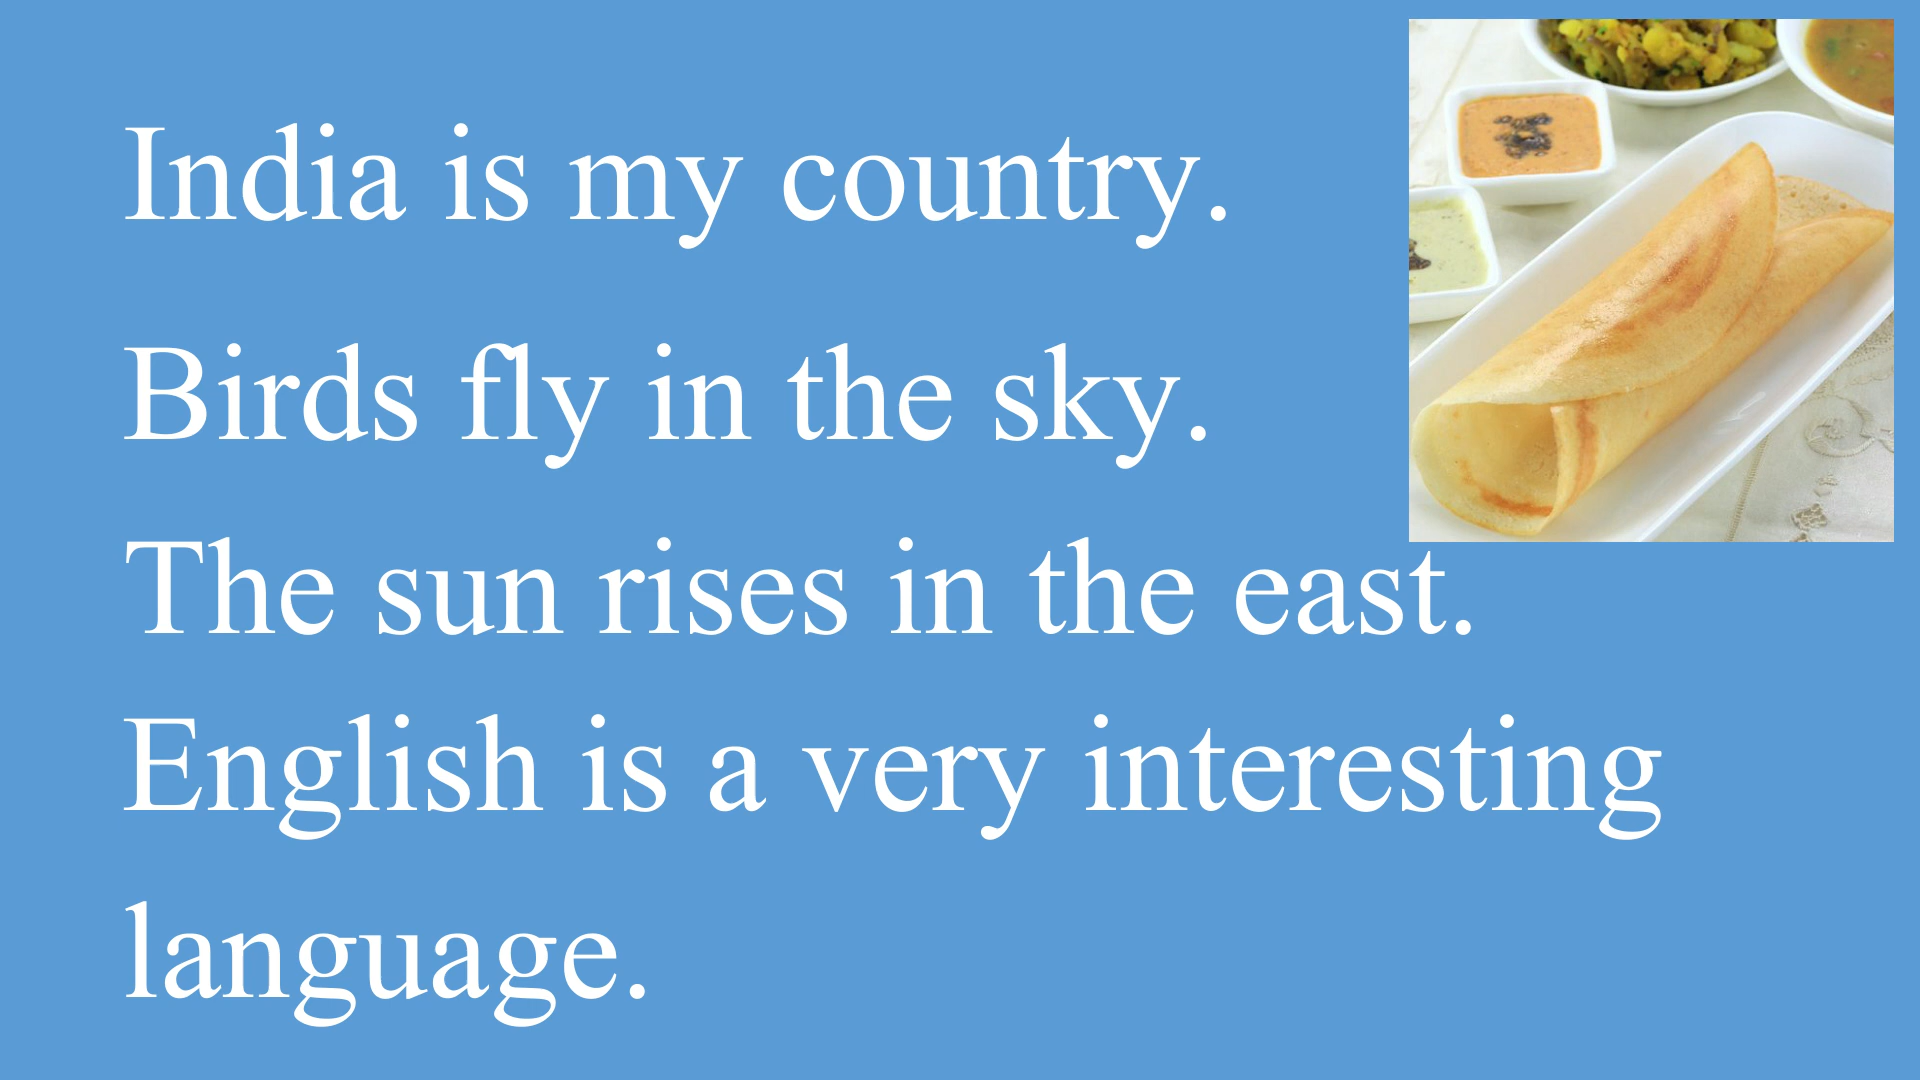 India is my country.
Birds fly in the sky.
The sun rises in the east.
English is a very interesting
language.